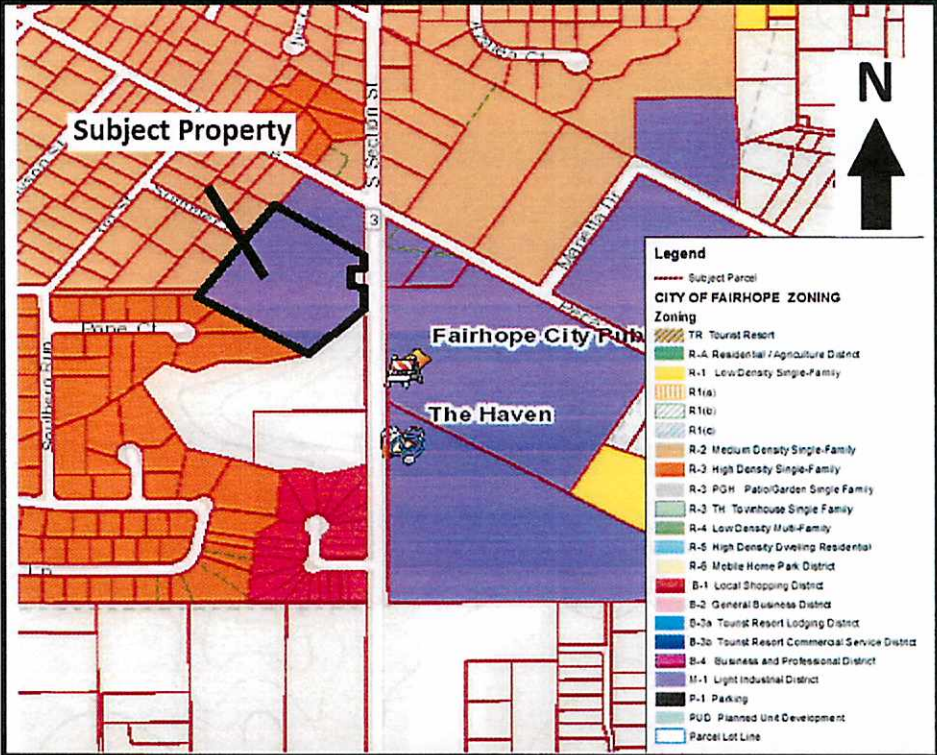 Subject Property
N
S Section St
3
Pope Ct
Southern Run
Marietta Dr
Fairhope City Pub
The Haven
Ln
Legend
Subject Parcel
CITY OF FAIRHOPE ZONING
Zoning
TR Tourist Resort
R-A Residential / Agriculture District
R-1 Low Density Single-Family
R1(a)
R1(b)
R1(c)
R-2 Medium Density Single-Family
R-3 High Density Single-Family
R-3 PGH Patio/Garden Single Family
R-3 TH Townhouse Single Family
R-4 Low Density Multi-Family
R-5 High Density Dwelling Residential
R-6 Mobile Home Park District
B-1 Local Shopping District
B-2 General Business District
B-3a Tourist Resort Lodging District
B-3b Tourist Resort Commercial Service District
B-4 Business and Professional District
M-1 Light Industrial District
P-1 Parking
PUD Planned Unit Development
Parcel Lot Line